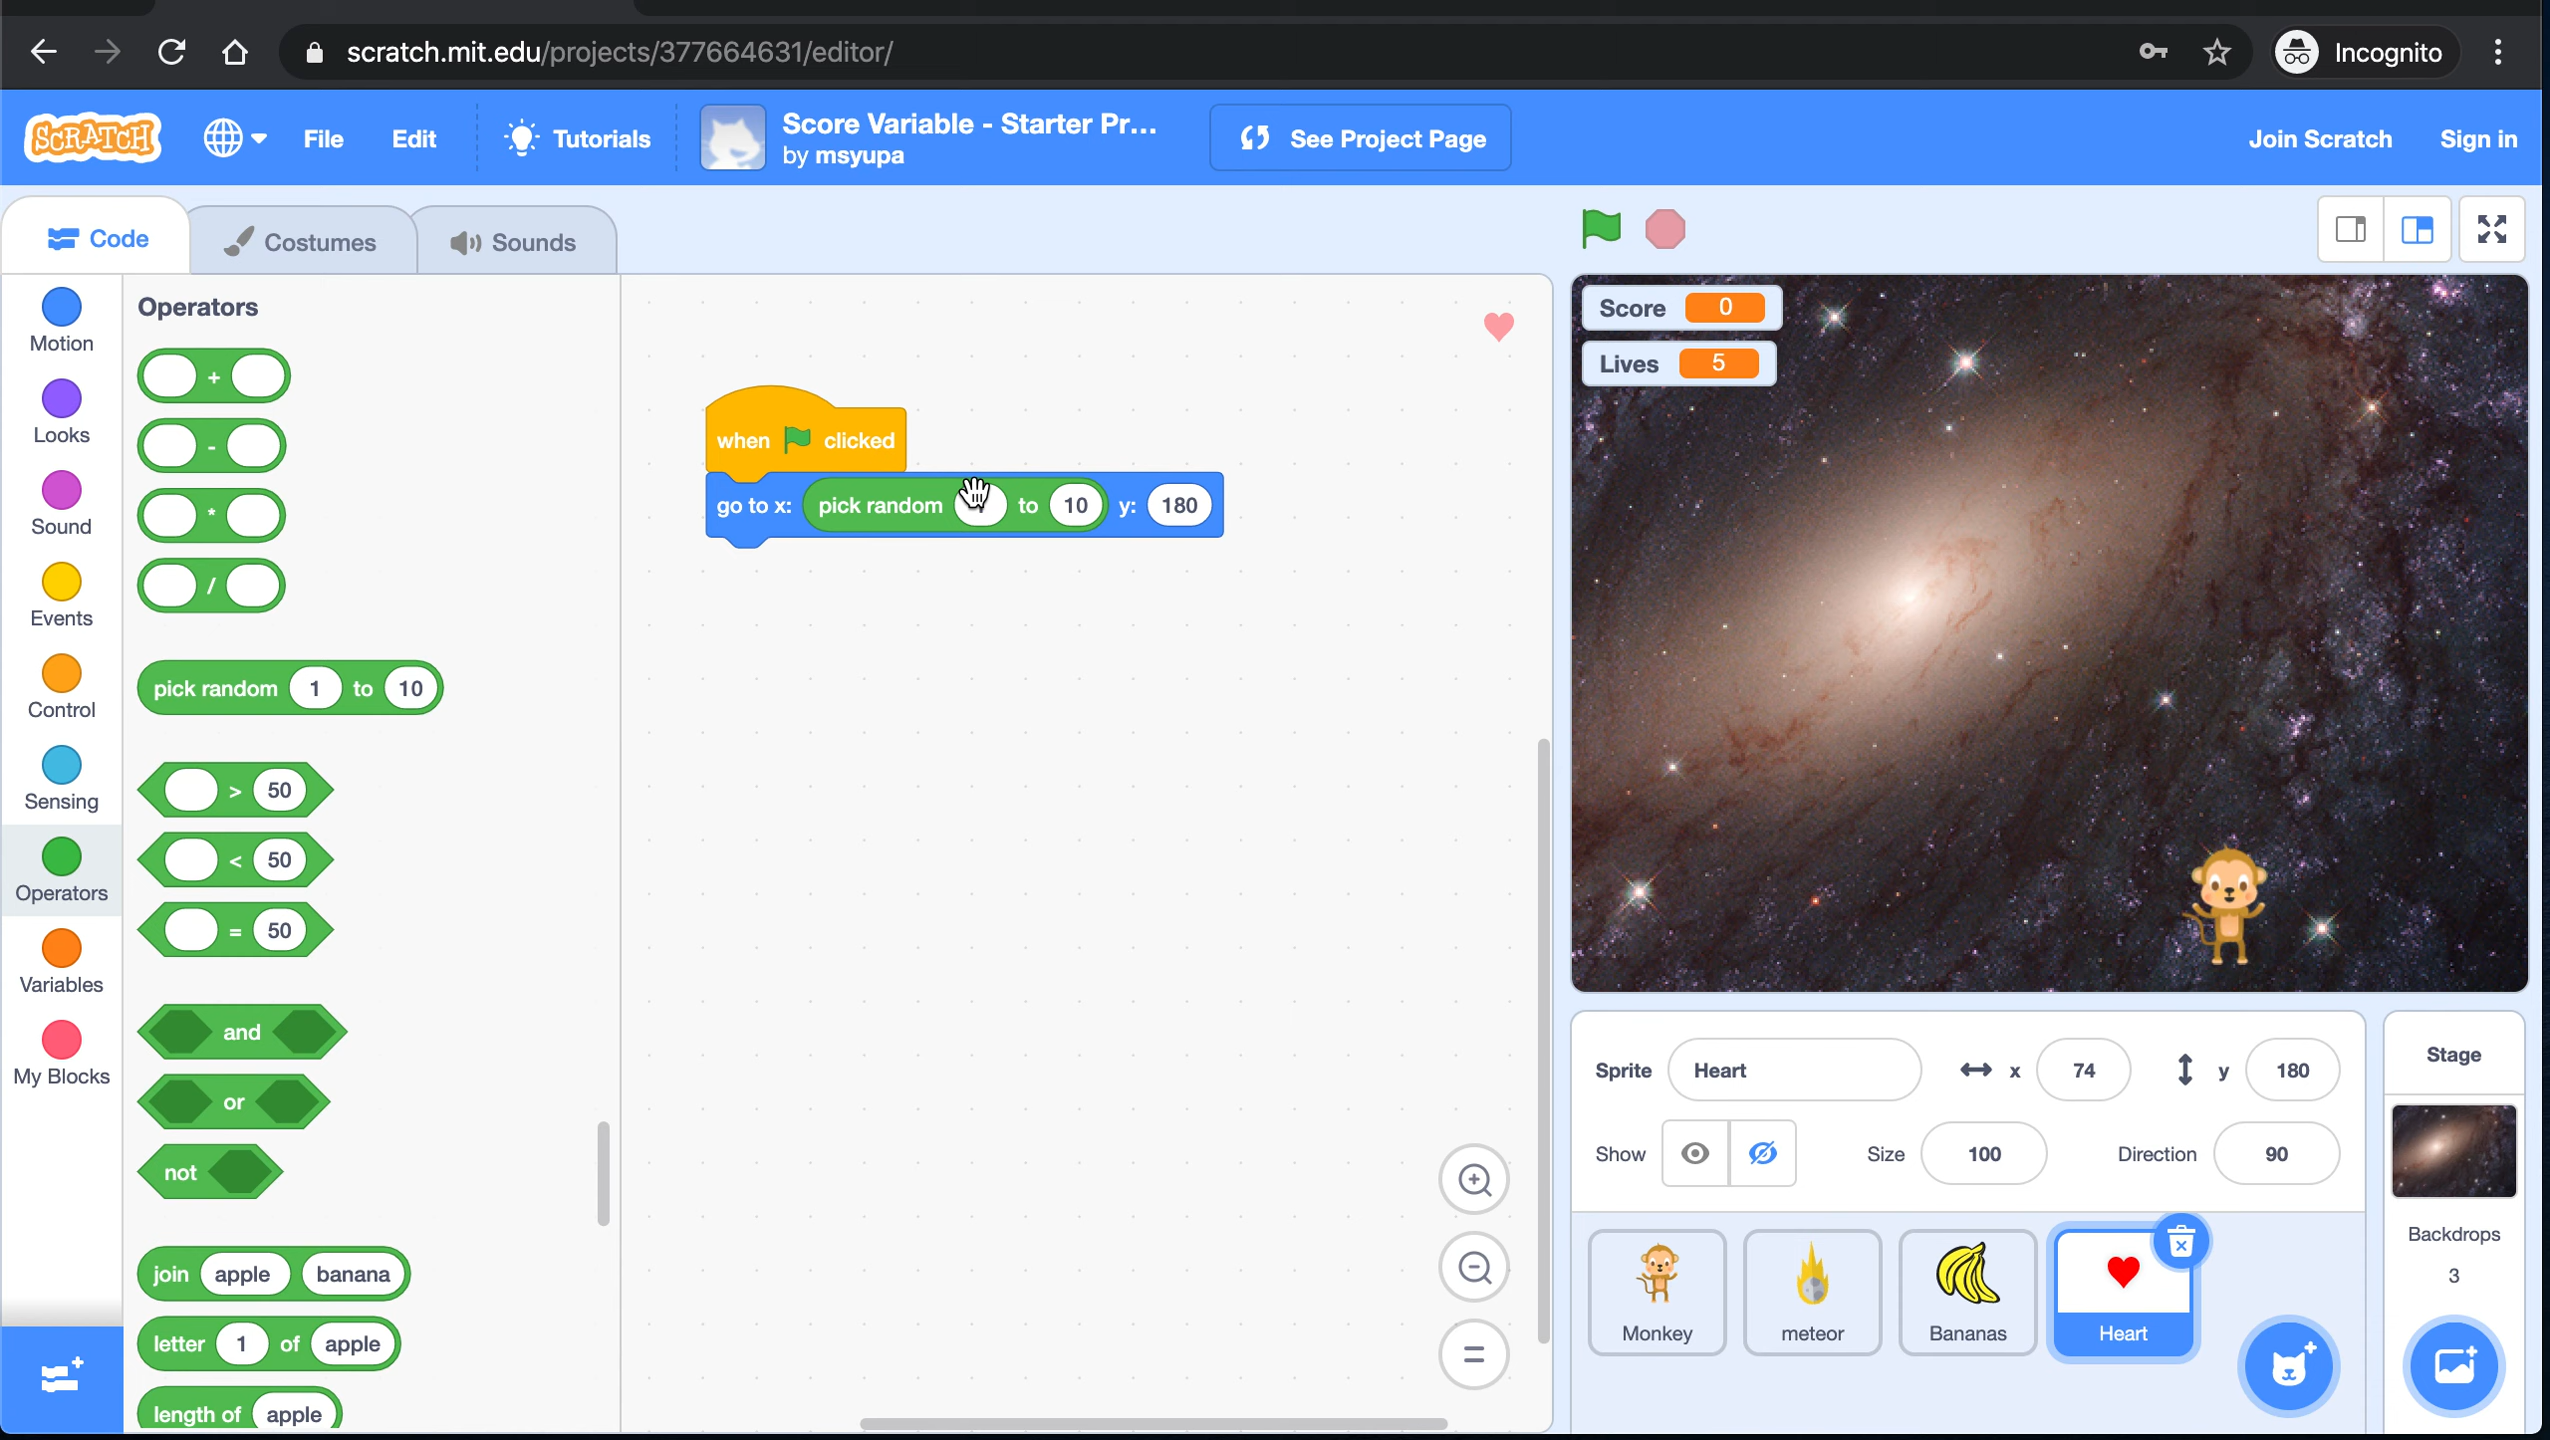 scratch.mit.edu/projects/377664631/editor/
Incognito
SCRATCH
File
Edit
Tutorials
Score Variable - Starter Pr...
by msyupa
See Project Page
Join Scratch
Sign in
Code
Costumes
Sounds
Motion
Looks
Sound
Events
Control
Sensing
Operators
Variables
My Blocks
Operators
+
-
*
/
pick random 1 to 10
> 50
< 50
= 50
and
or
not
join apple banana
letter 1 of apple
length of apple
when clicked
go to x: pick random to 10 y: 180
Score 0
Lives 5
Sprite Heart x 74 y 180
Show Size 100 Direction 90
Monkey
meteor
Bananas
Heart
Stage
Backdrops
3